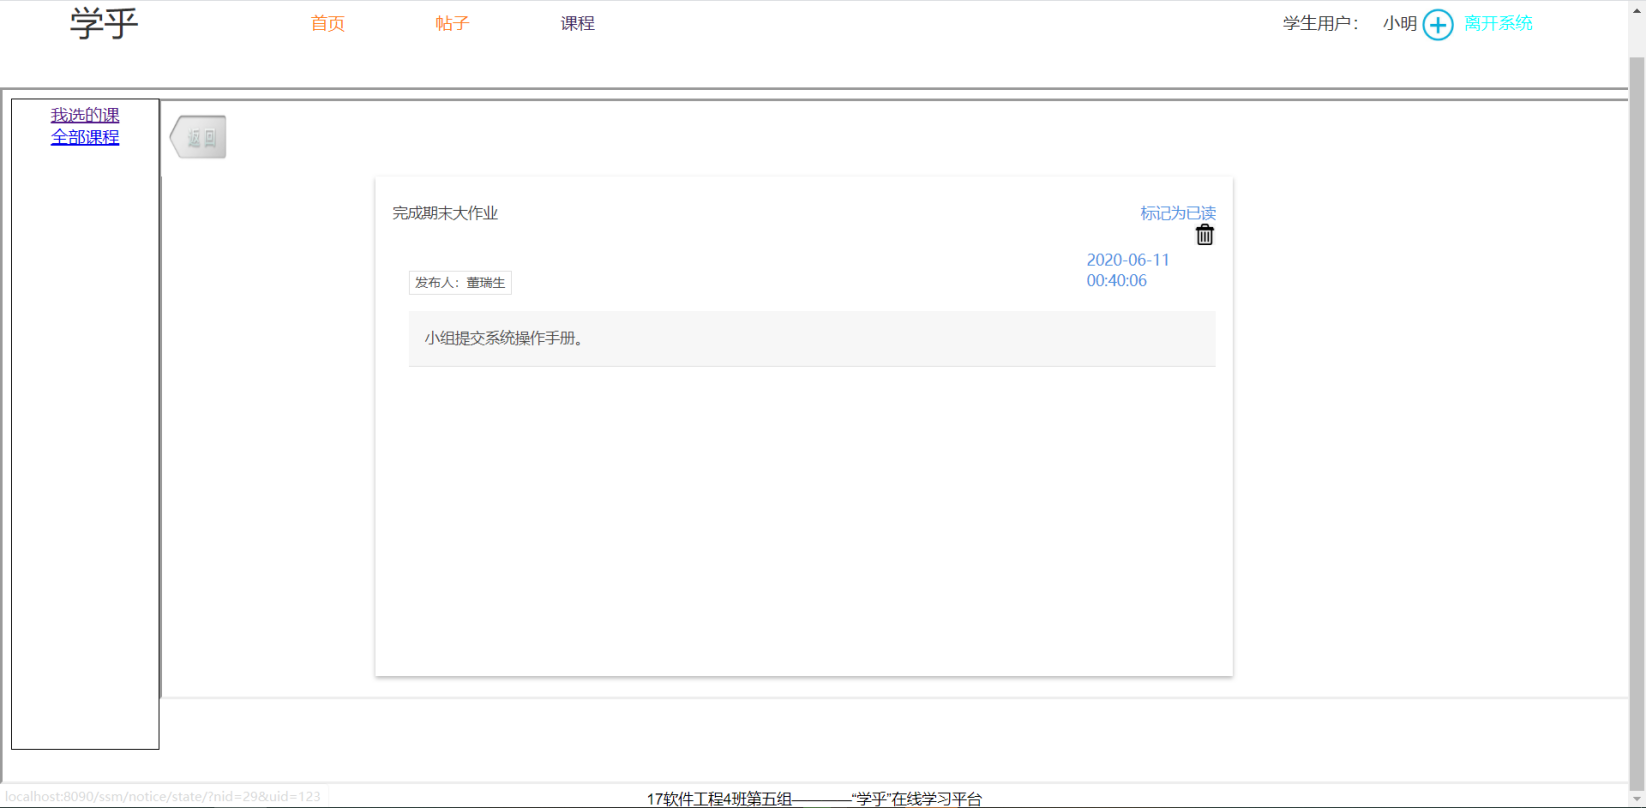 学乎
首页 帖子 课程 学生用户： 小明 离开系统
我选的课
全部课程
返回
完成期末大作业
标记为已读
2020-06-11
00:40:06
发布人：董瑞生
小组提交系统操作手册。
localhost:8090/ssm/notice/state/?nid=29&uid=123
17软件工程4班第五组————“学乎”在线学习平台